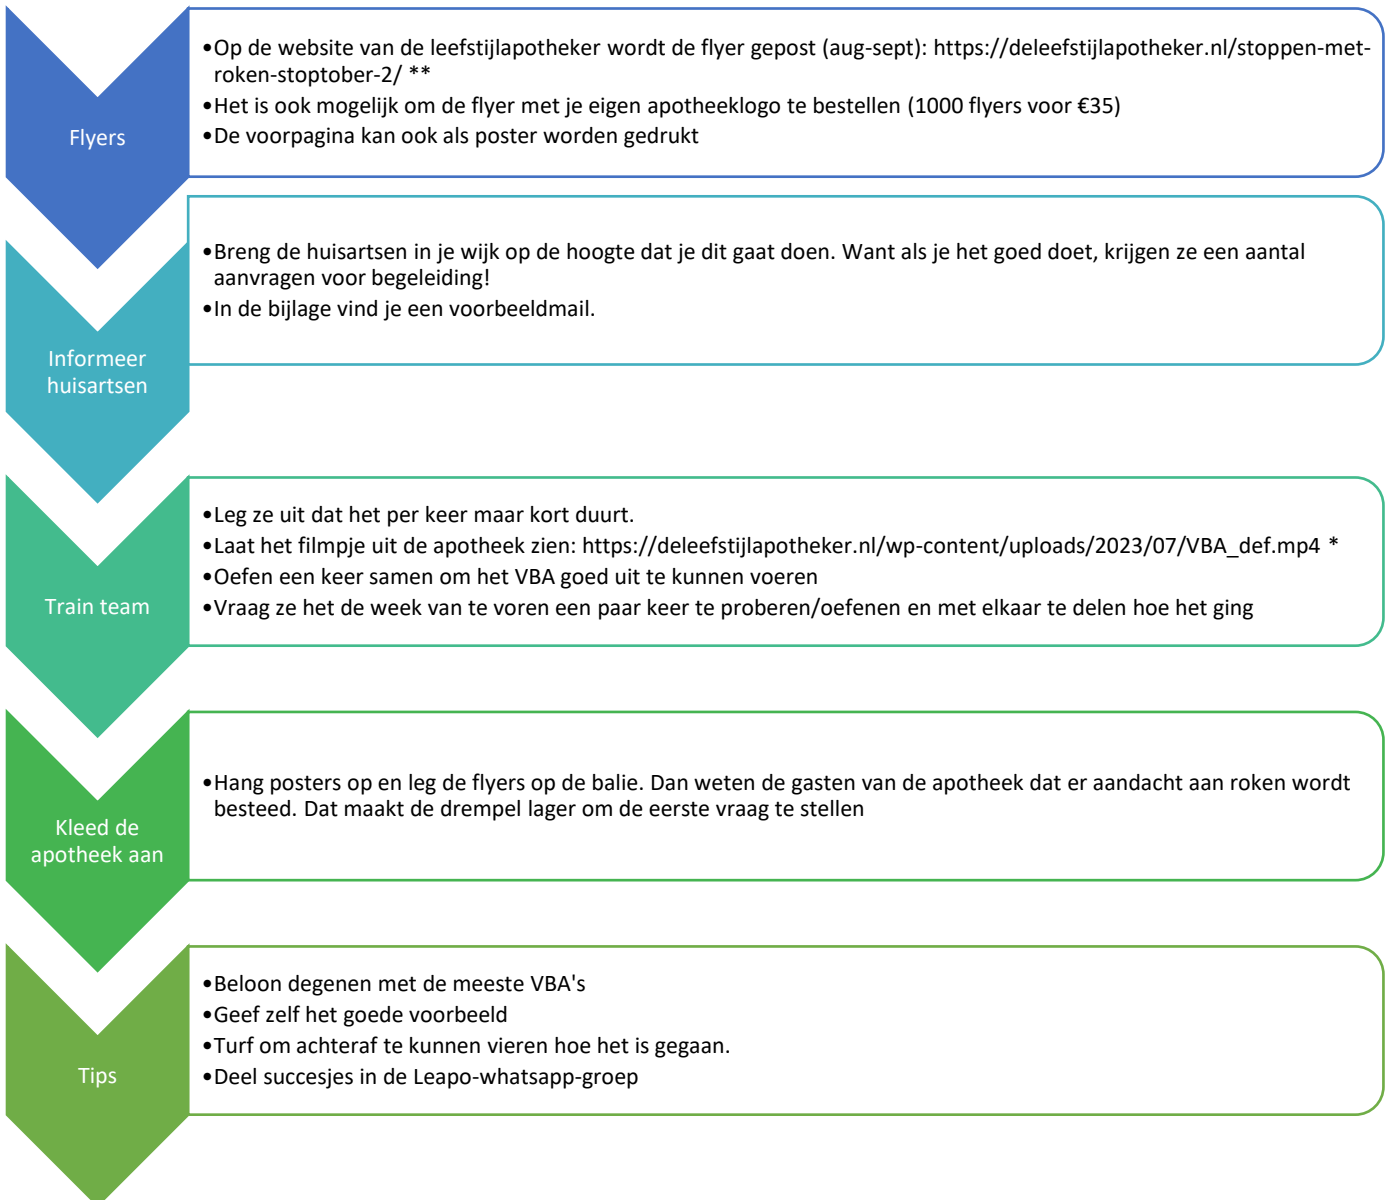 Flyers
•Op de website van de leefstijlapotheker wordt de flyer gepost (aug-sept): https://deleefstijlapotheker.nl/stoppen-met-
roken-stoptober-2/ **
•Het is ook mogelijk om de flyer met je eigen apotheeklogo te bestellen (1000 flyers voor €35)
•De voorpagina kan ook als poster worden gedrukt
Informeer
huisartsen
•Breng de huisartsen in je wijk op de hoogte dat je dit gaat doen. Want als je het goed doet, krijgen ze een aantal
aanvragen voor begeleiding!
•In de bijlage vind je een voorbeeldmail.
Train team
•Leg ze uit dat het per keer maar kort duurt.
•Laat het filmpje uit de apotheek zien: https://deleefstijlapotheker.nl/wp-content/uploads/2023/07/VBA_def.mp4 *
•Oefen een keer samen om het VBA goed uit te kunnen voeren
•Vraag ze het de week van te voren een paar keer te proberen/oefenen en met elkaar te delen hoe het ging
Kleed de
apotheek aan
•Hang posters op en leg de flyers op de balie. Dan weten de gasten van de apotheek dat er aandacht aan roken wordt
besteed. Dat maakt de drempel lager om de eerste vraag te stellen
Tips
•Beloon degenen met de meeste VBA's
•Geef zelf het goede voorbeeld
•Turf om achteraf te kunnen vieren hoe het is gegaan.
•Deel succesjes in de Leapo-whatsapp-groep